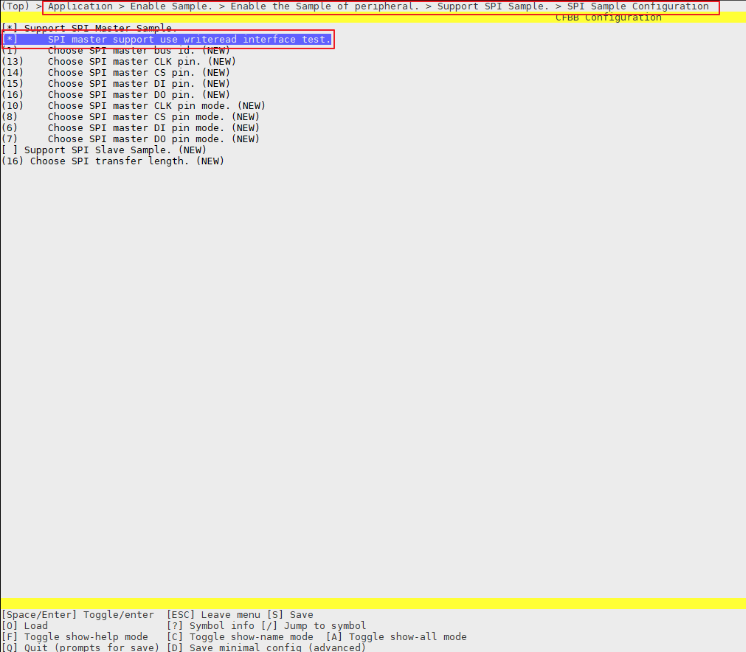 (Top) > Application > Enable Sample. > Enable the Sample of peripheral. > Support SPI Sample. > SPI Sample Configuration
CFBB Configuration
[*] Support SPI Master Sample.
[*]     SPI master support use writeread interface test.
(1)     Choose SPI master bus id. (NEW)
(13)    Choose SPI master CLK pin. (NEW)
(14)    Choose SPI master CS pin. (NEW)
(15)    Choose SPI master DI pin. (NEW)
(16)    Choose SPI master DO pin. (NEW)
(10)    Choose SPI master CLK pin mode. (NEW)
(8)     Choose SPI master CS pin mode. (NEW)
(6)     Choose SPI master DI pin mode. (NEW)
(7)     Choose SPI master DO pin mode. (NEW)
[ ] Support SPI Slave Sample. (NEW)
(16) Choose SPI transfer length. (NEW)
[Space/Enter] Toggle/enter  [ESC] Leave menu [S] Save
[O] Load                    [?] Symbol info [/] Jump to symbol
[F] Toggle show-help mode   [C] Toggle show-name mode  [A] Toggle show-all mode
[Q] Quit (prompts for save) [D] Save minimal config (advanced)